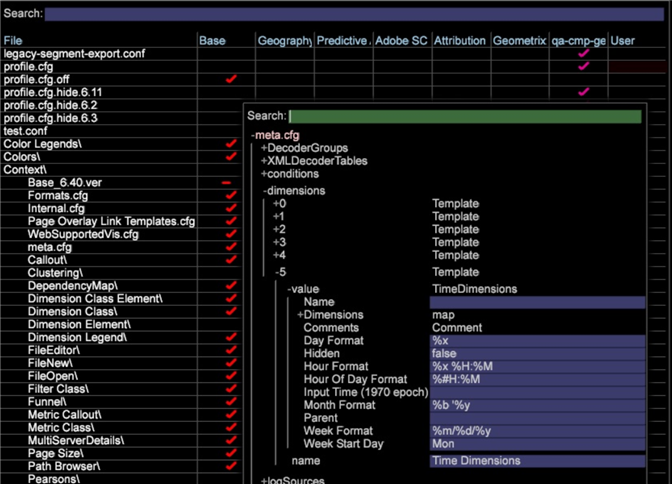 Search:
File Base Geography Predictive Adobe SC Attribution Geometrix qa-cmp-ge User
legacy-segment-export.conf
profile.cfg
profile.cfg.off
profile.cfg.hide.6.11
profile.cfg.hide.6.2
profile.cfg.hide.6.3
test.conf
Color Legends\
Colors\
Context\
Base_6.40.ver
Formats.cfg
Internal.cfg
Page Overlay Link Templates.cfg
WebSupportedVis.cfg
meta.cfg
Callout\
Clustering\
DependencyMap\
Dimension Class Element\
Dimension Class\
Dimension Element\
Dimension Legend\
FileEditor\
FileNew\
FileOpen\
Filter Class\
Funnel\
Metric Callout\
Metric Class\
MultiServerDetails\
Page Size\
Path Browser\
Pearsons\
Search:
-meta.cfg
+DecoderGroups
+XMLDecoderTables
+conditions
-dimensions
+0 Template
+1 Template
+2 Template
+3 Template
+4 Template
-5 Template
-value TimeDimensions
Name
+Dimensions map
Comments Comment
Day Format %x
Hidden false
Hour Format %x %H:%M
Hour Of Day Format %#H:%M
Input Time (1970 epoch)
Month Format %b '%y
Parent
Week Format %m/%d/%y
Week Start Day Mon
name Time Dimensions
+logSources